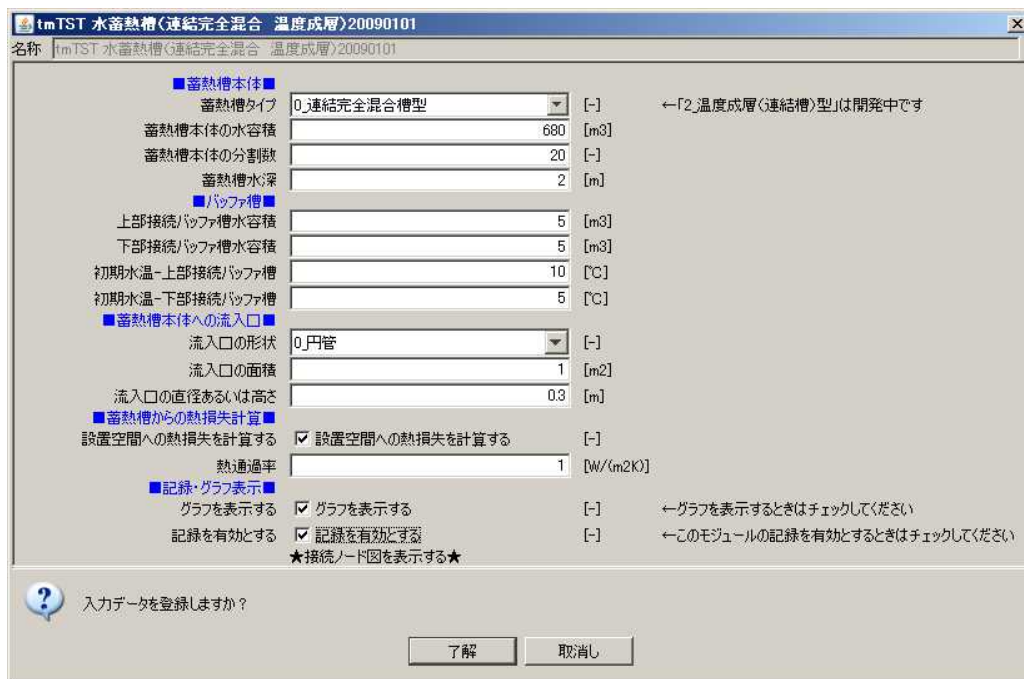 tmTST 水蓄熱槽(連結完全混合 温度成層)20090101
名称 tmTST 水蓄熱槽(連結完全混合 温度成層)20090101
■蓄熱槽本体■
蓄熱槽タイプ 0_連結完全混合槽型 [-] ←「2_温度成層(連結槽)型」は開発中です
蓄熱槽本体の水容積 680 [m3]
蓄熱槽本体の分割数 20 [-]
蓄熱槽水深 2 [m]
■バッファ槽■
上部接続バッファ槽水容積 5 [m3]
下部接続バッファ槽水容積 5 [m3]
初期水温-上部接続バッファ槽 10 [℃]
初期水温-下部接続バッファ槽 5 [℃]
■蓄熱槽本体への流入口■
流入口の形状 0_円管 [-]
流入口の面積 1 [m2]
流入口の直径あるいは高さ 0.3 [m]
■蓄熱槽からの熱損失計算■
設置空間への熱損失を計算する 設置空間への熱損失を計算する [-]
熱通過率 1 [W/(m2K)]
■記録・グラフ表示■
グラフを表示する グラフを表示する [-] ←グラフを表示するときはチェックしてください
記録を有効とする 記録を有効とする [-] ←このモジュールの記録を有効とするときはチェックしてください
★接続ノード図を表示する★
入力データを登録しますか?
了解 取消し